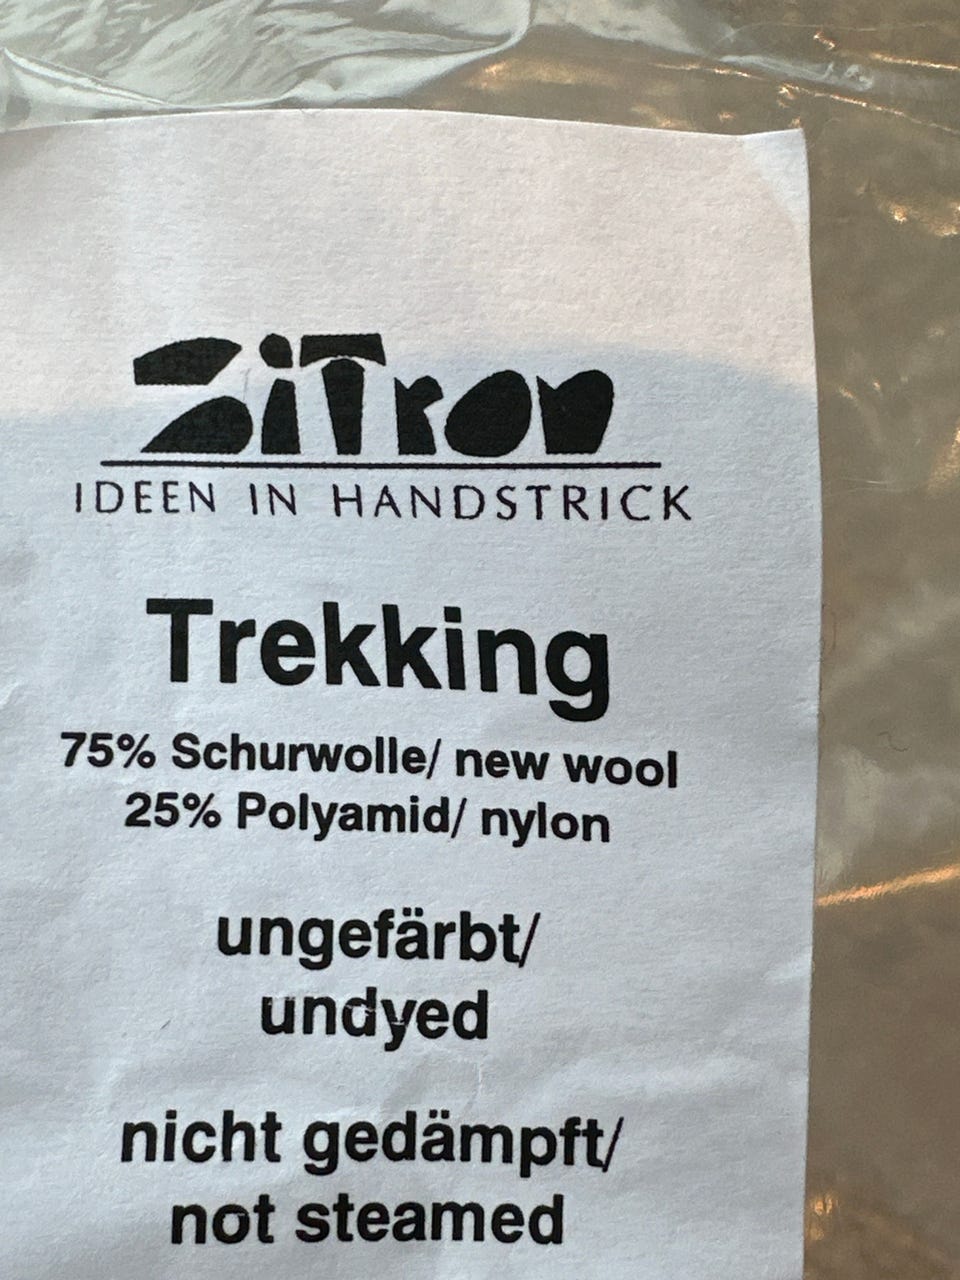 ZiTron
IDEEN IN HANDSTRICK
Trekking
75% Schurwolle/ new wool
25% Polyamid/ nylon
ungefärbt/
undyed
nicht gedämpft/
not steamed